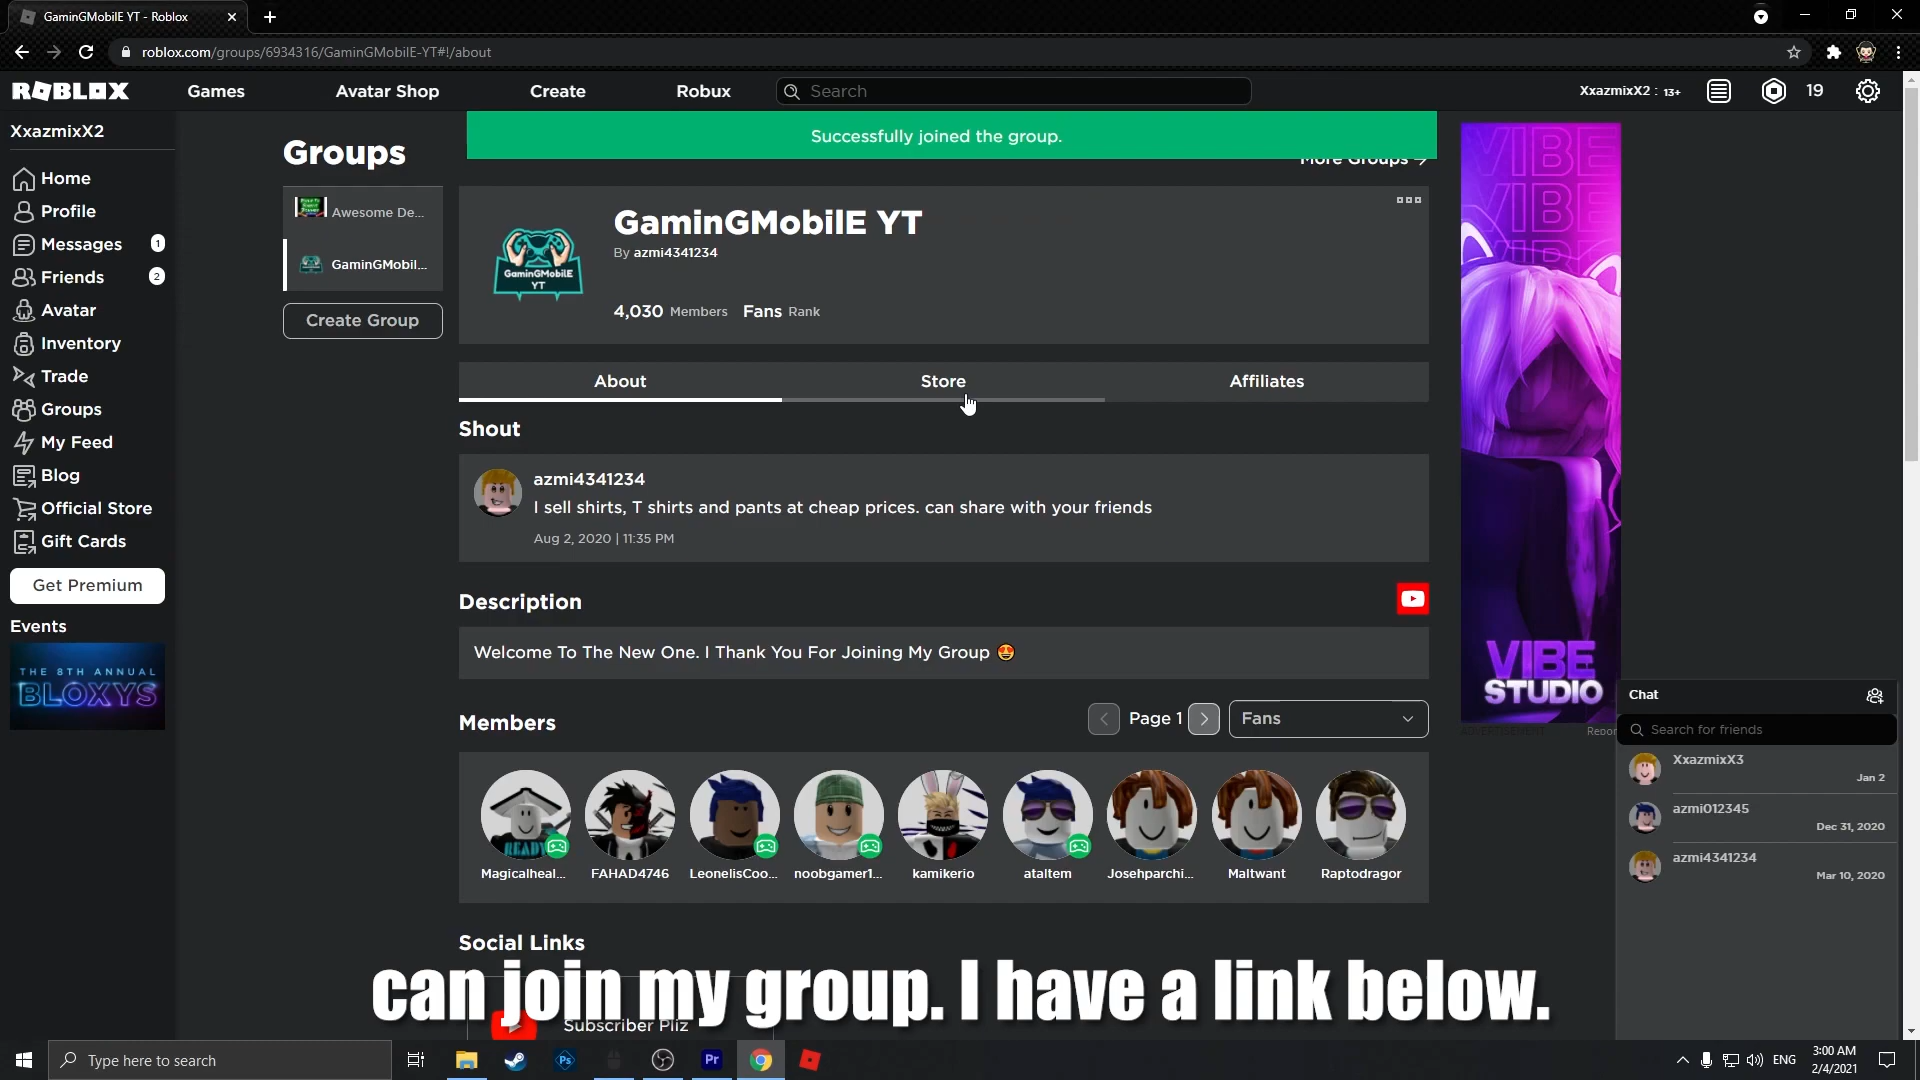 GaminGMobilE YT - Roblox
roblox.com/groups/6934316/GaminGMobilE-YT#!/about
ROBLOX
Games
Avatar Shop
Create
Robux
Search
XxazmixX2 : 13+
19
XxazmixX2
Home
Profile
Messages
1
Friends
2
Avatar
Inventory
Trade
Groups
My Feed
Blog
Official Store
Gift Cards
Get Premium
Events
THE 8TH ANNUAL
BLOXYS
Groups
Successfully joined the group.
More Groups
Awesome De...
GaminGMobil...
Create Group
GaminGMobilE
YT
GaminGMobilE YT
By azmi4341234
4,030 Members Fans Rank
About
Store
Affiliates
Shout
azmi4341234
I sell shirts, T shirts and pants at cheap prices. can share with your friends
Aug 2, 2020 | 11:35 PM
Description
Welcome To The New One. I Thank You For Joining My Group 😍
Members
Page 1
Fans
READY
Magicalheal...
FAHAD4746
LeonelisCoo...
noobgamer1...
kamikerio
ataltem
Josehparchi...
Maltwant
Raptodragor
Social Links
Subscriber Pliz
can join my group. I have a link below.
VIBE
VIBE
VIBE
VIBE
STUDIO
ADVERTISEMENT
Repor
Chat
Search for friends
XxazmixX3
Jan 2
azmi012345
Dec 31, 2020
azmi4341234
Mar 10, 2020
Type here to search
Ps
Pr
ENG
3:00 AM
2/4/2021